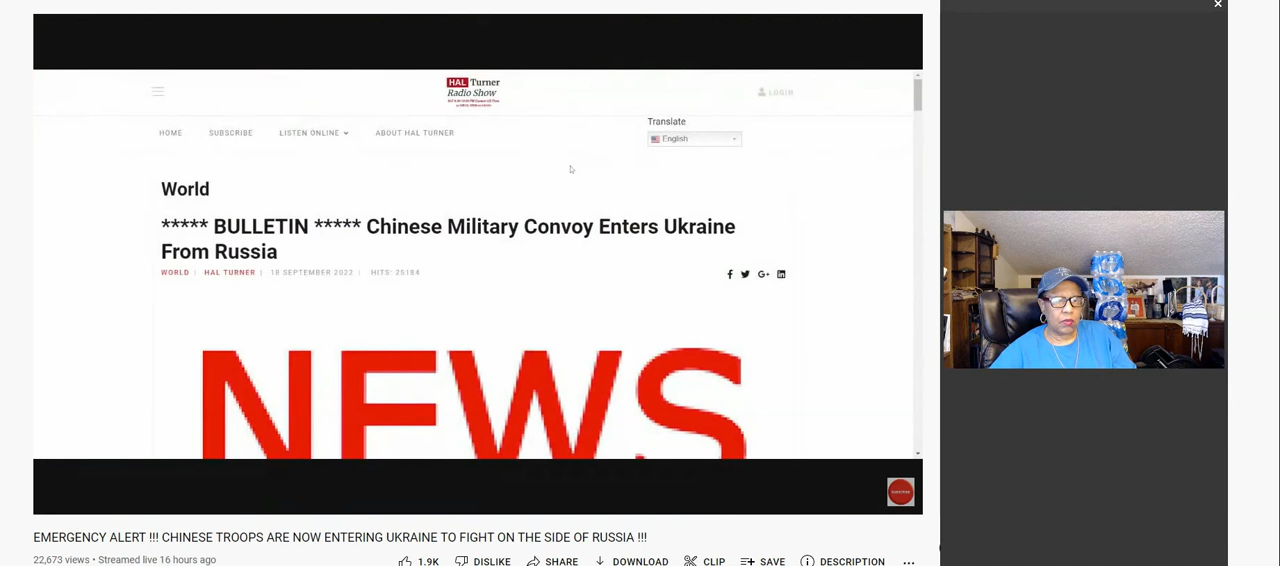 HAL Turner
Radio Show
LOGIN
Translate
HOME SUBSCRIBE LISTEN ONLINE ABOUT HAL TURNER
English
World
***** BULLETIN ***** Chinese Military Convoy Enters Ukraine
From Russia
WORLD | HAL TURNER | 18 SEPTEMBER 2022 | HITS: 25184
NEWS
SUBSCRIBE
EMERGENCY ALERT !!! CHINESE TROOPS ARE NOW ENTERING UKRAINE TO FIGHT ON THE SIDE OF RUSSIA !!!
22,673 views • Streamed live 16 hours ago
1.9K DISLIKE SHARE DOWNLOAD CLIP SAVE DESCRIPTION